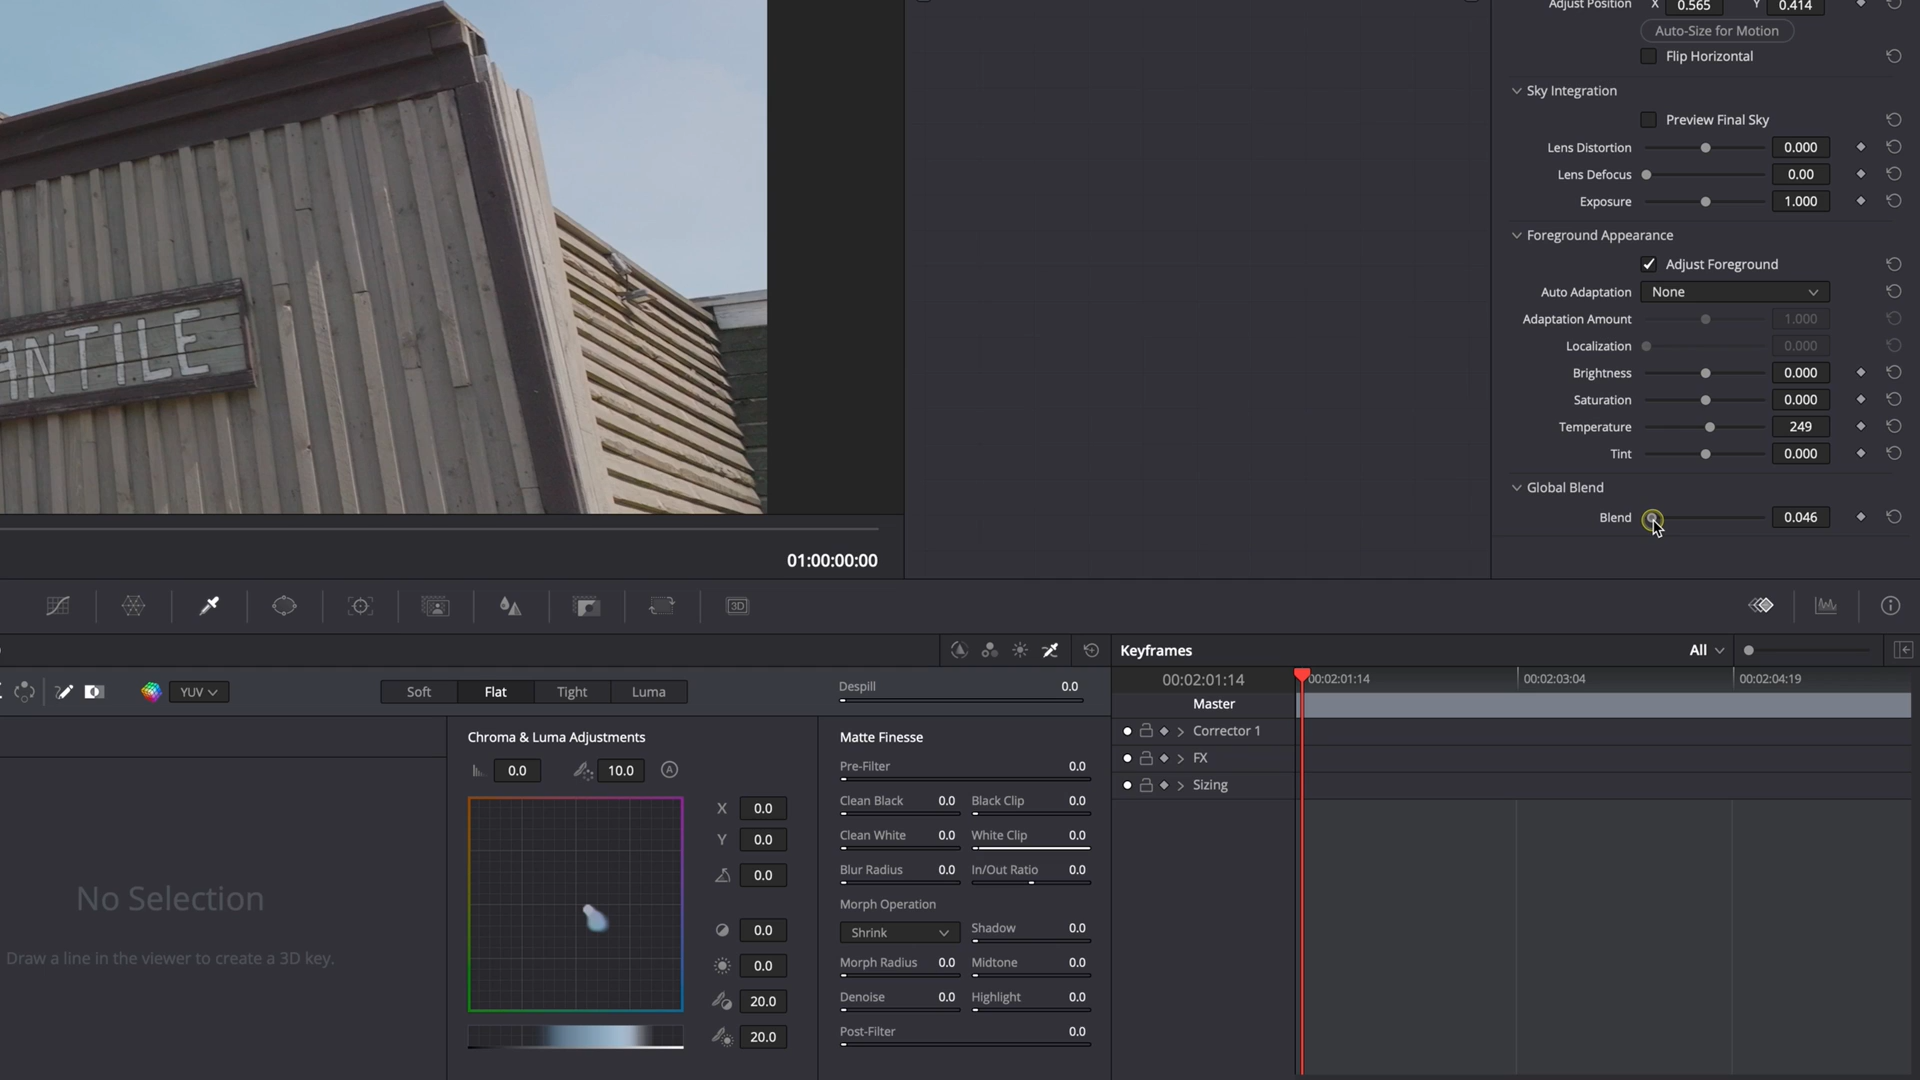 Adjust Position X 0.565 Y 0.414
Auto-Size for Motion
Flip Horizontal
Sky Integration
Preview Final Sky
Lens Distortion 0.000
Lens Defocus 0.00
Exposure 1.000
Foreground Appearance
Adjust Foreground
Auto Adaptation None
Adaptation Amount 1.000
Localization 0.000
Brightness 0.000
Saturation 0.000
Temperature 249
Tint 0.000
Global Blend
Blend 0.046
ANTILE
01:00:00:00
3D
Keyframes All
YUV Soft Flat Tight Luma
Despill 0.0
00:02:01:14 00:02:01:14 00:02:03:04 00:02:04:19
Master
Corrector 1
FX
Sizing
Chroma & Luma Adjustments
0.0 10.0 A
X 0.0
Y 0.0
0.0
0.0
0.0
20.0
20.0
Matte Finesse
Pre-Filter 0.0
Clean Black 0.0 Black Clip 0.0
Clean White 0.0 White Clip 0.0
Blur Radius 0.0 In/Out Ratio 0.0
Morph Operation
Shrink Shadow 0.0
Morph Radius 0.0 Midtone 0.0
Denoise 0.0 Highlight 0.0
Post-Filter 0.0
No Selection
Draw a line in the viewer to create a 3D key.